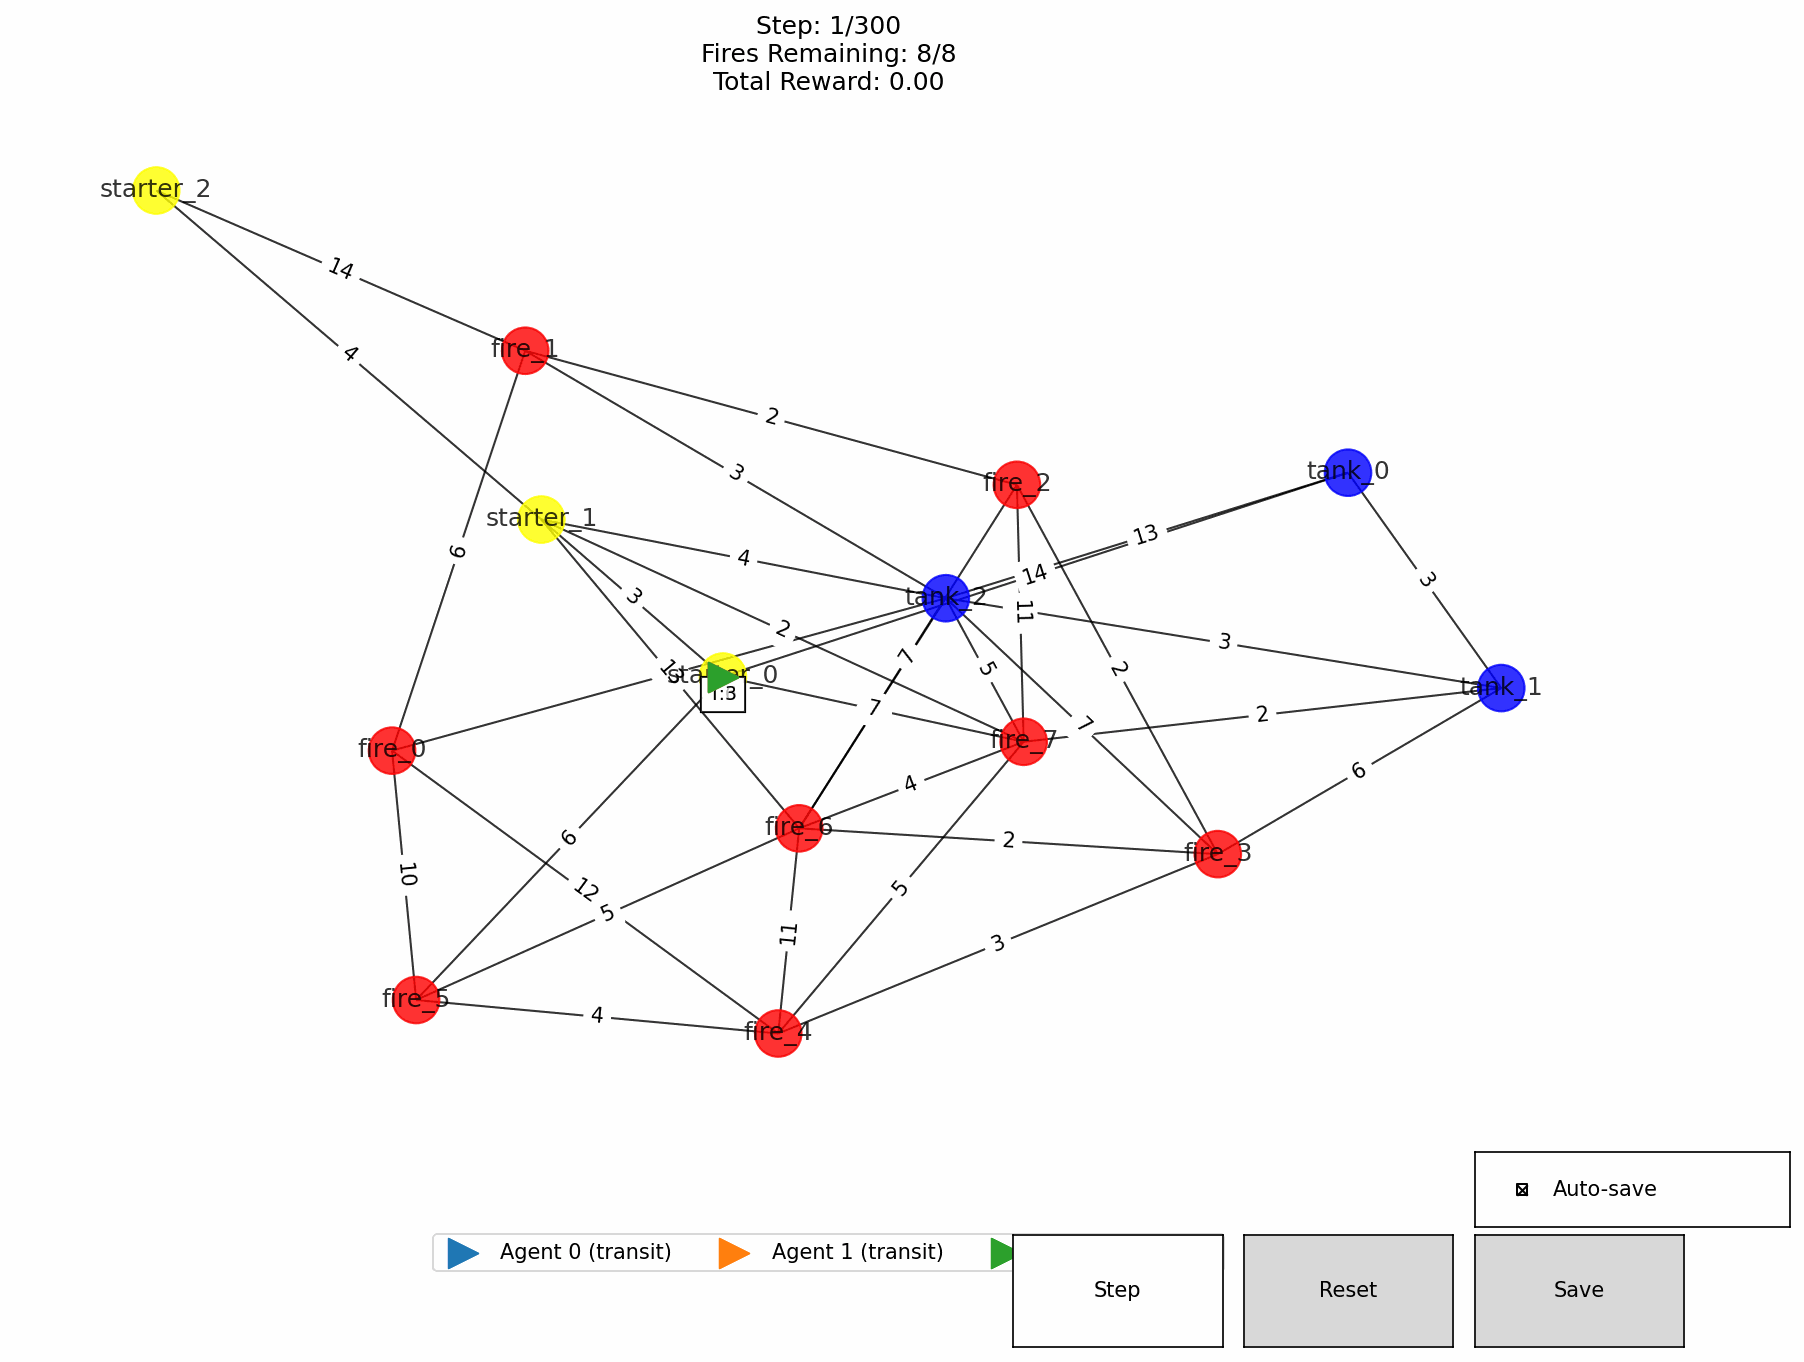 Step: 1/300
Fires Remaining: 8/8
Total Reward: 0.00
starter_2
14
4
fire_1
2
3
tank_0
fire_2
starter_1
13
6
4
14
3
3
tank_2
11
2
3
7
5
2
starter_0
tank_1
T:3
7
2
7
fire_7
fire_0
6
4
6
fire_6
2
fire_3
10
12
5
5
11
3
fire_5
4
fire_4
Auto-save
Agent 0 (transit)
Agent 1 (transit)
Step
Reset
Save